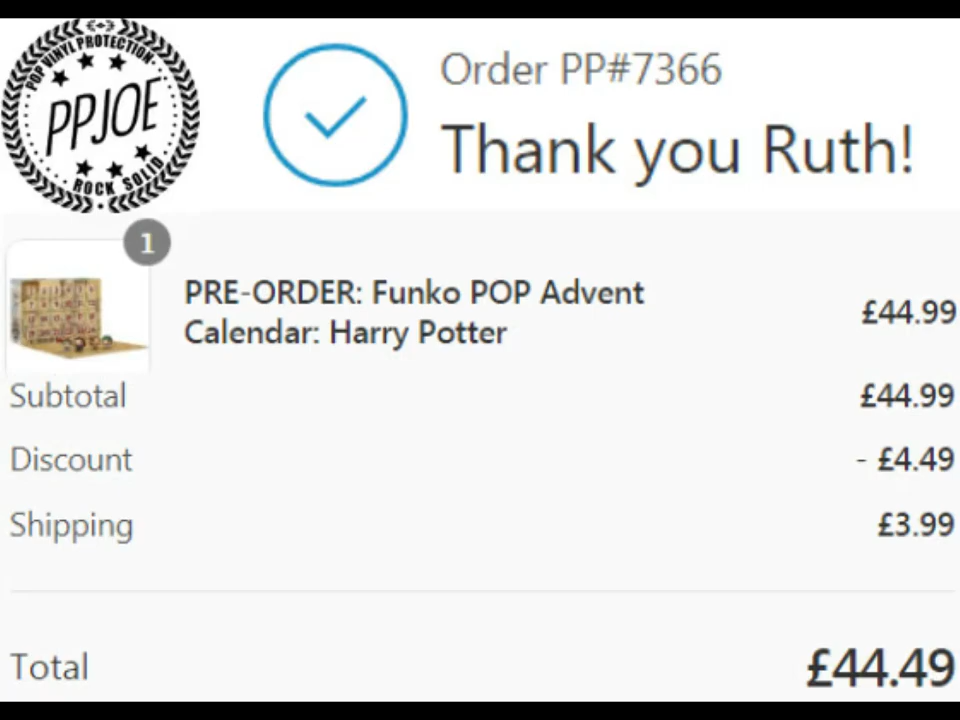 POP VINYL PROTECTION
PPJOE
ROCK SOLID
Order PP#7366
Thank you Ruth!
1
PRE-ORDER: Funko POP Advent
Calendar: Harry Potter
£44.99
Subtotal
£44.99
Discount
- £4.49
Shipping
£3.99
Total
£44.49